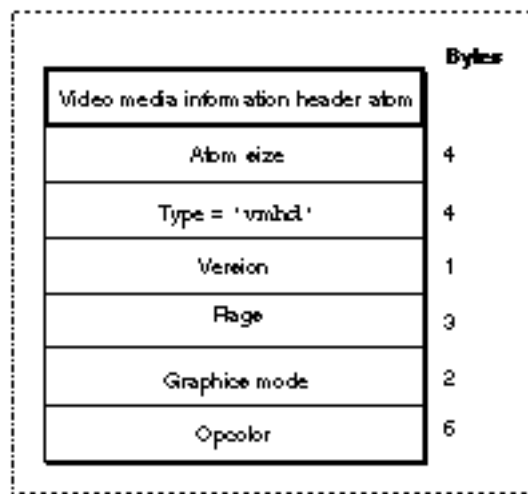 Bytes
Video media information header atom
Atom size 4
Type = 'vmhd' 4
Version 1
Flags 3
Graphics mode 2
Opcolor 6